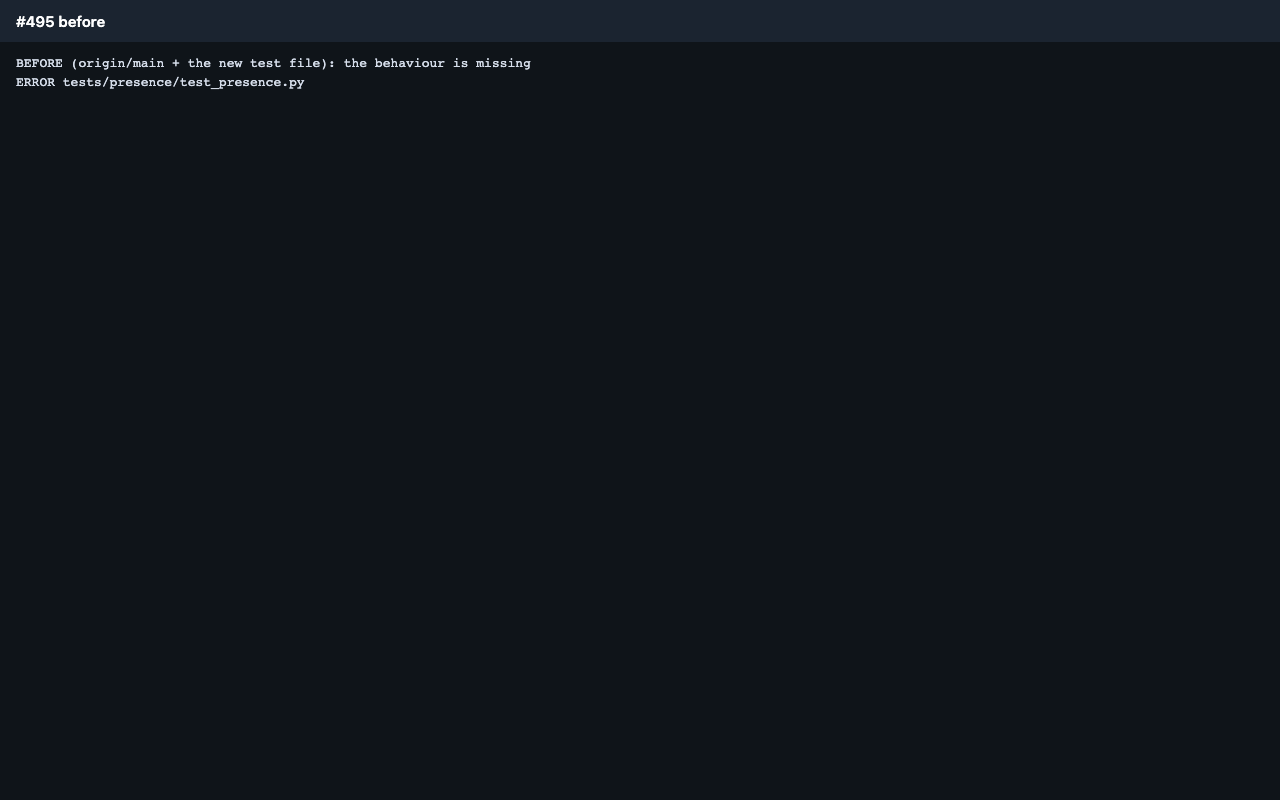 #495 before
BEFORE (origin/main + the new test file): the behaviour is missing
ERROR tests/presence/test_presence.py